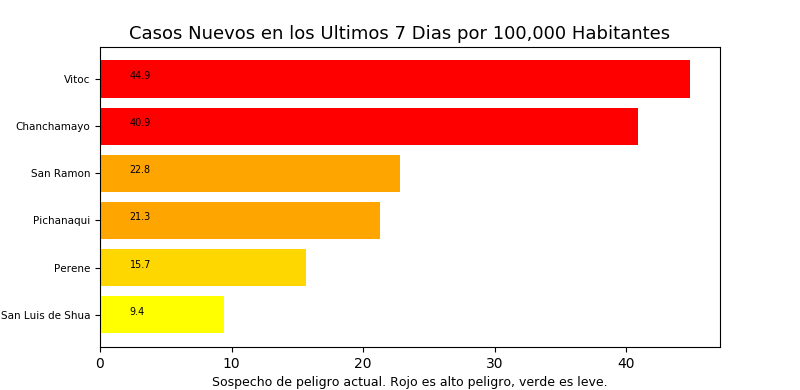 Casos Nuevos en los Ultimos 7 Dias por 100,000 Habitantes
Vitoc 44.9
Chanchamayo 40.9
San Ramon 22.8
Pichanaqui 21.3
Perene 15.7
San Luis de Shua 9.4
0 10 20 30 40
Sospecho de peligro actual. Rojo es alto peligro, verde es leve.